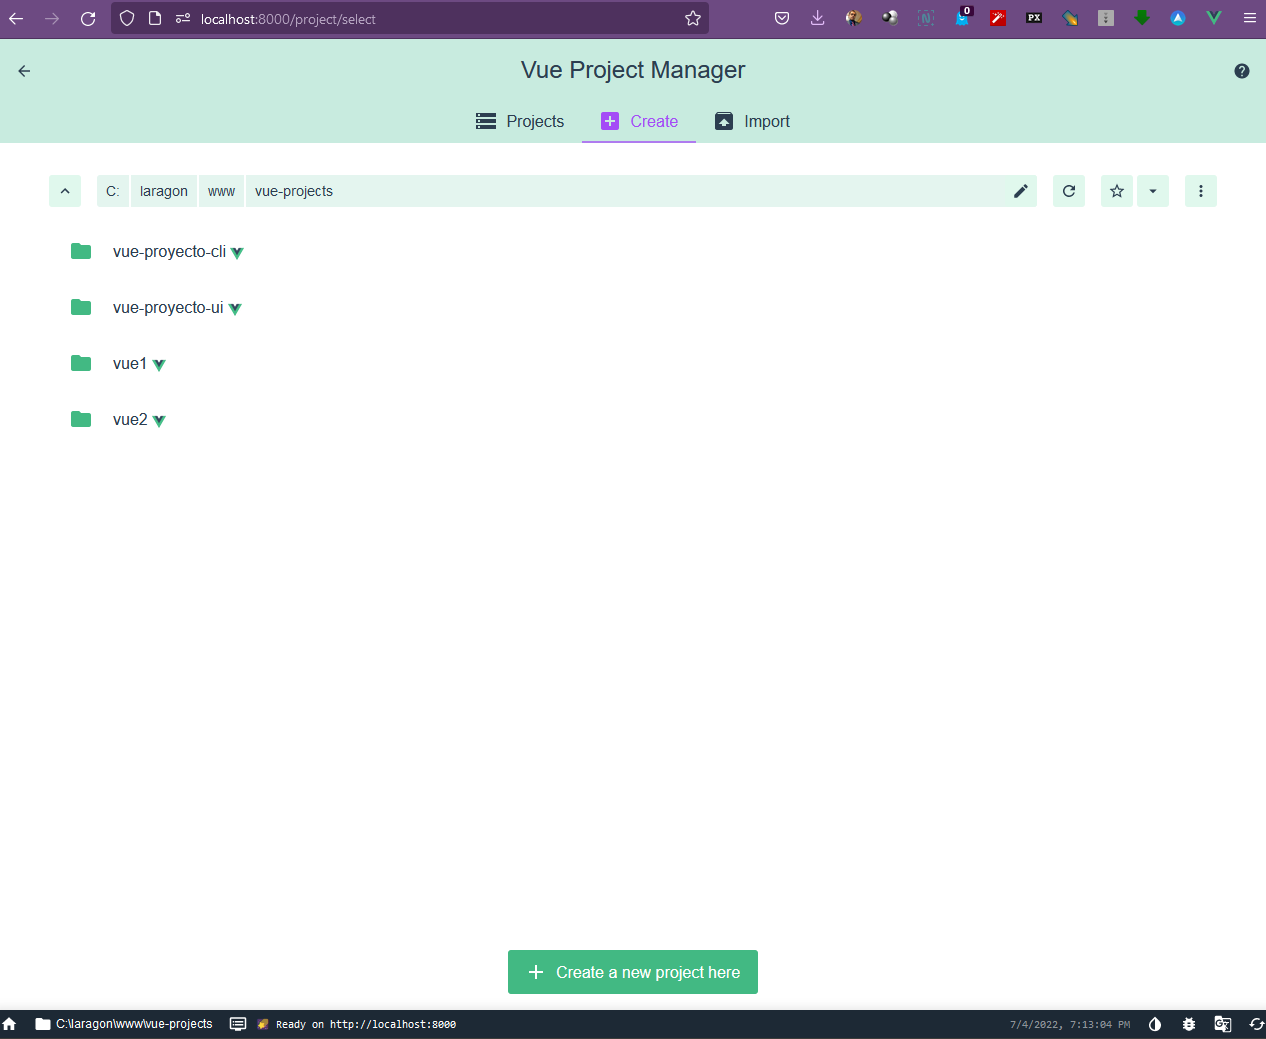 localhost:8000/project/select
0
PX
Vue Project Manager
Projects Create Import
C: laragon www vue-projects
vue-proyecto-cli
vue-proyecto-ui
vue1
vue2
Create a new project here
C:\laragon\www\vue-projects Ready on http://localhost:8000 7/4/2022, 7:13:04 PM